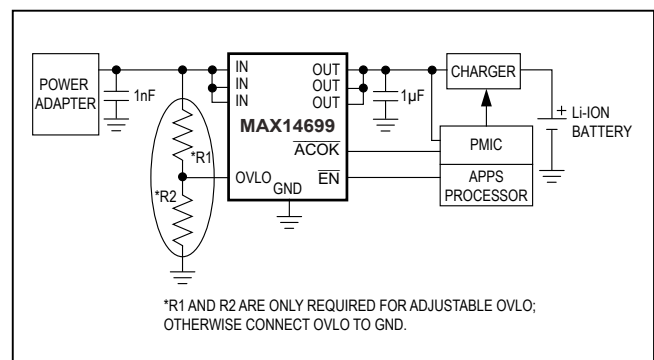 POWER
ADAPTER
1nF
*R1
*R2
IN
IN
IN
OUT
OUT
OUT
MAX14699
ACOK
OVLO
EN
GND
1µF
CHARGER
PMIC
APPS
PROCESSOR
+
Li-ION
BATTERY
*R1 AND R2 ARE ONLY REQUIRED FOR ADJUSTABLE OVLO;
OTHERWISE CONNECT OVLO TO GND.